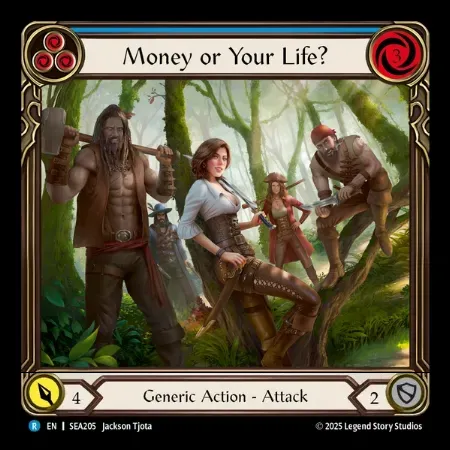 Money or Your Life?
3
4
Generic Action - Attack
2
R EN | SEA205 Jackson Tjota
© 2025 Legend Story Studios